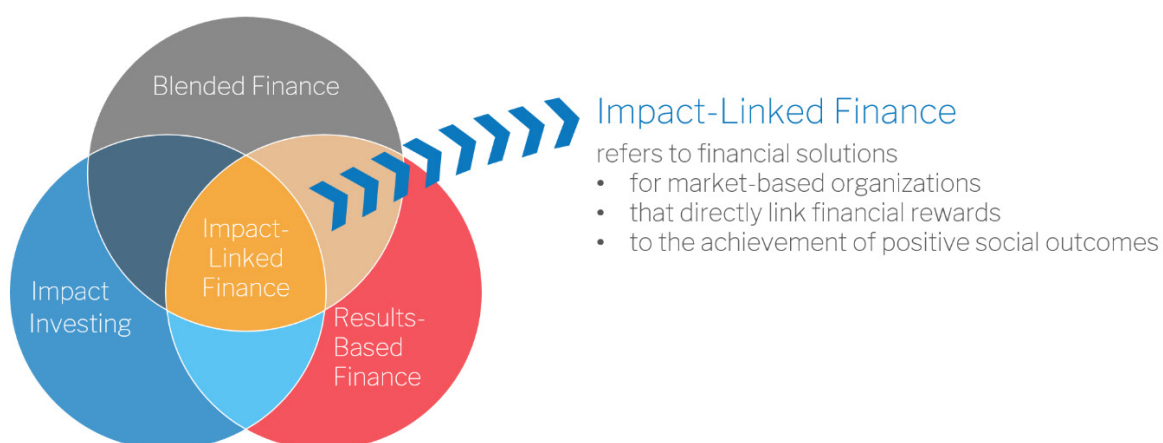 Blended Finance
Impact-
Linked
Finance
Impact
Investing
Results-
Based
Finance
Impact-Linked Finance
refers to financial solutions
• for market-based organizations
• that directly link financial rewards
• to the achievement of positive social outcomes